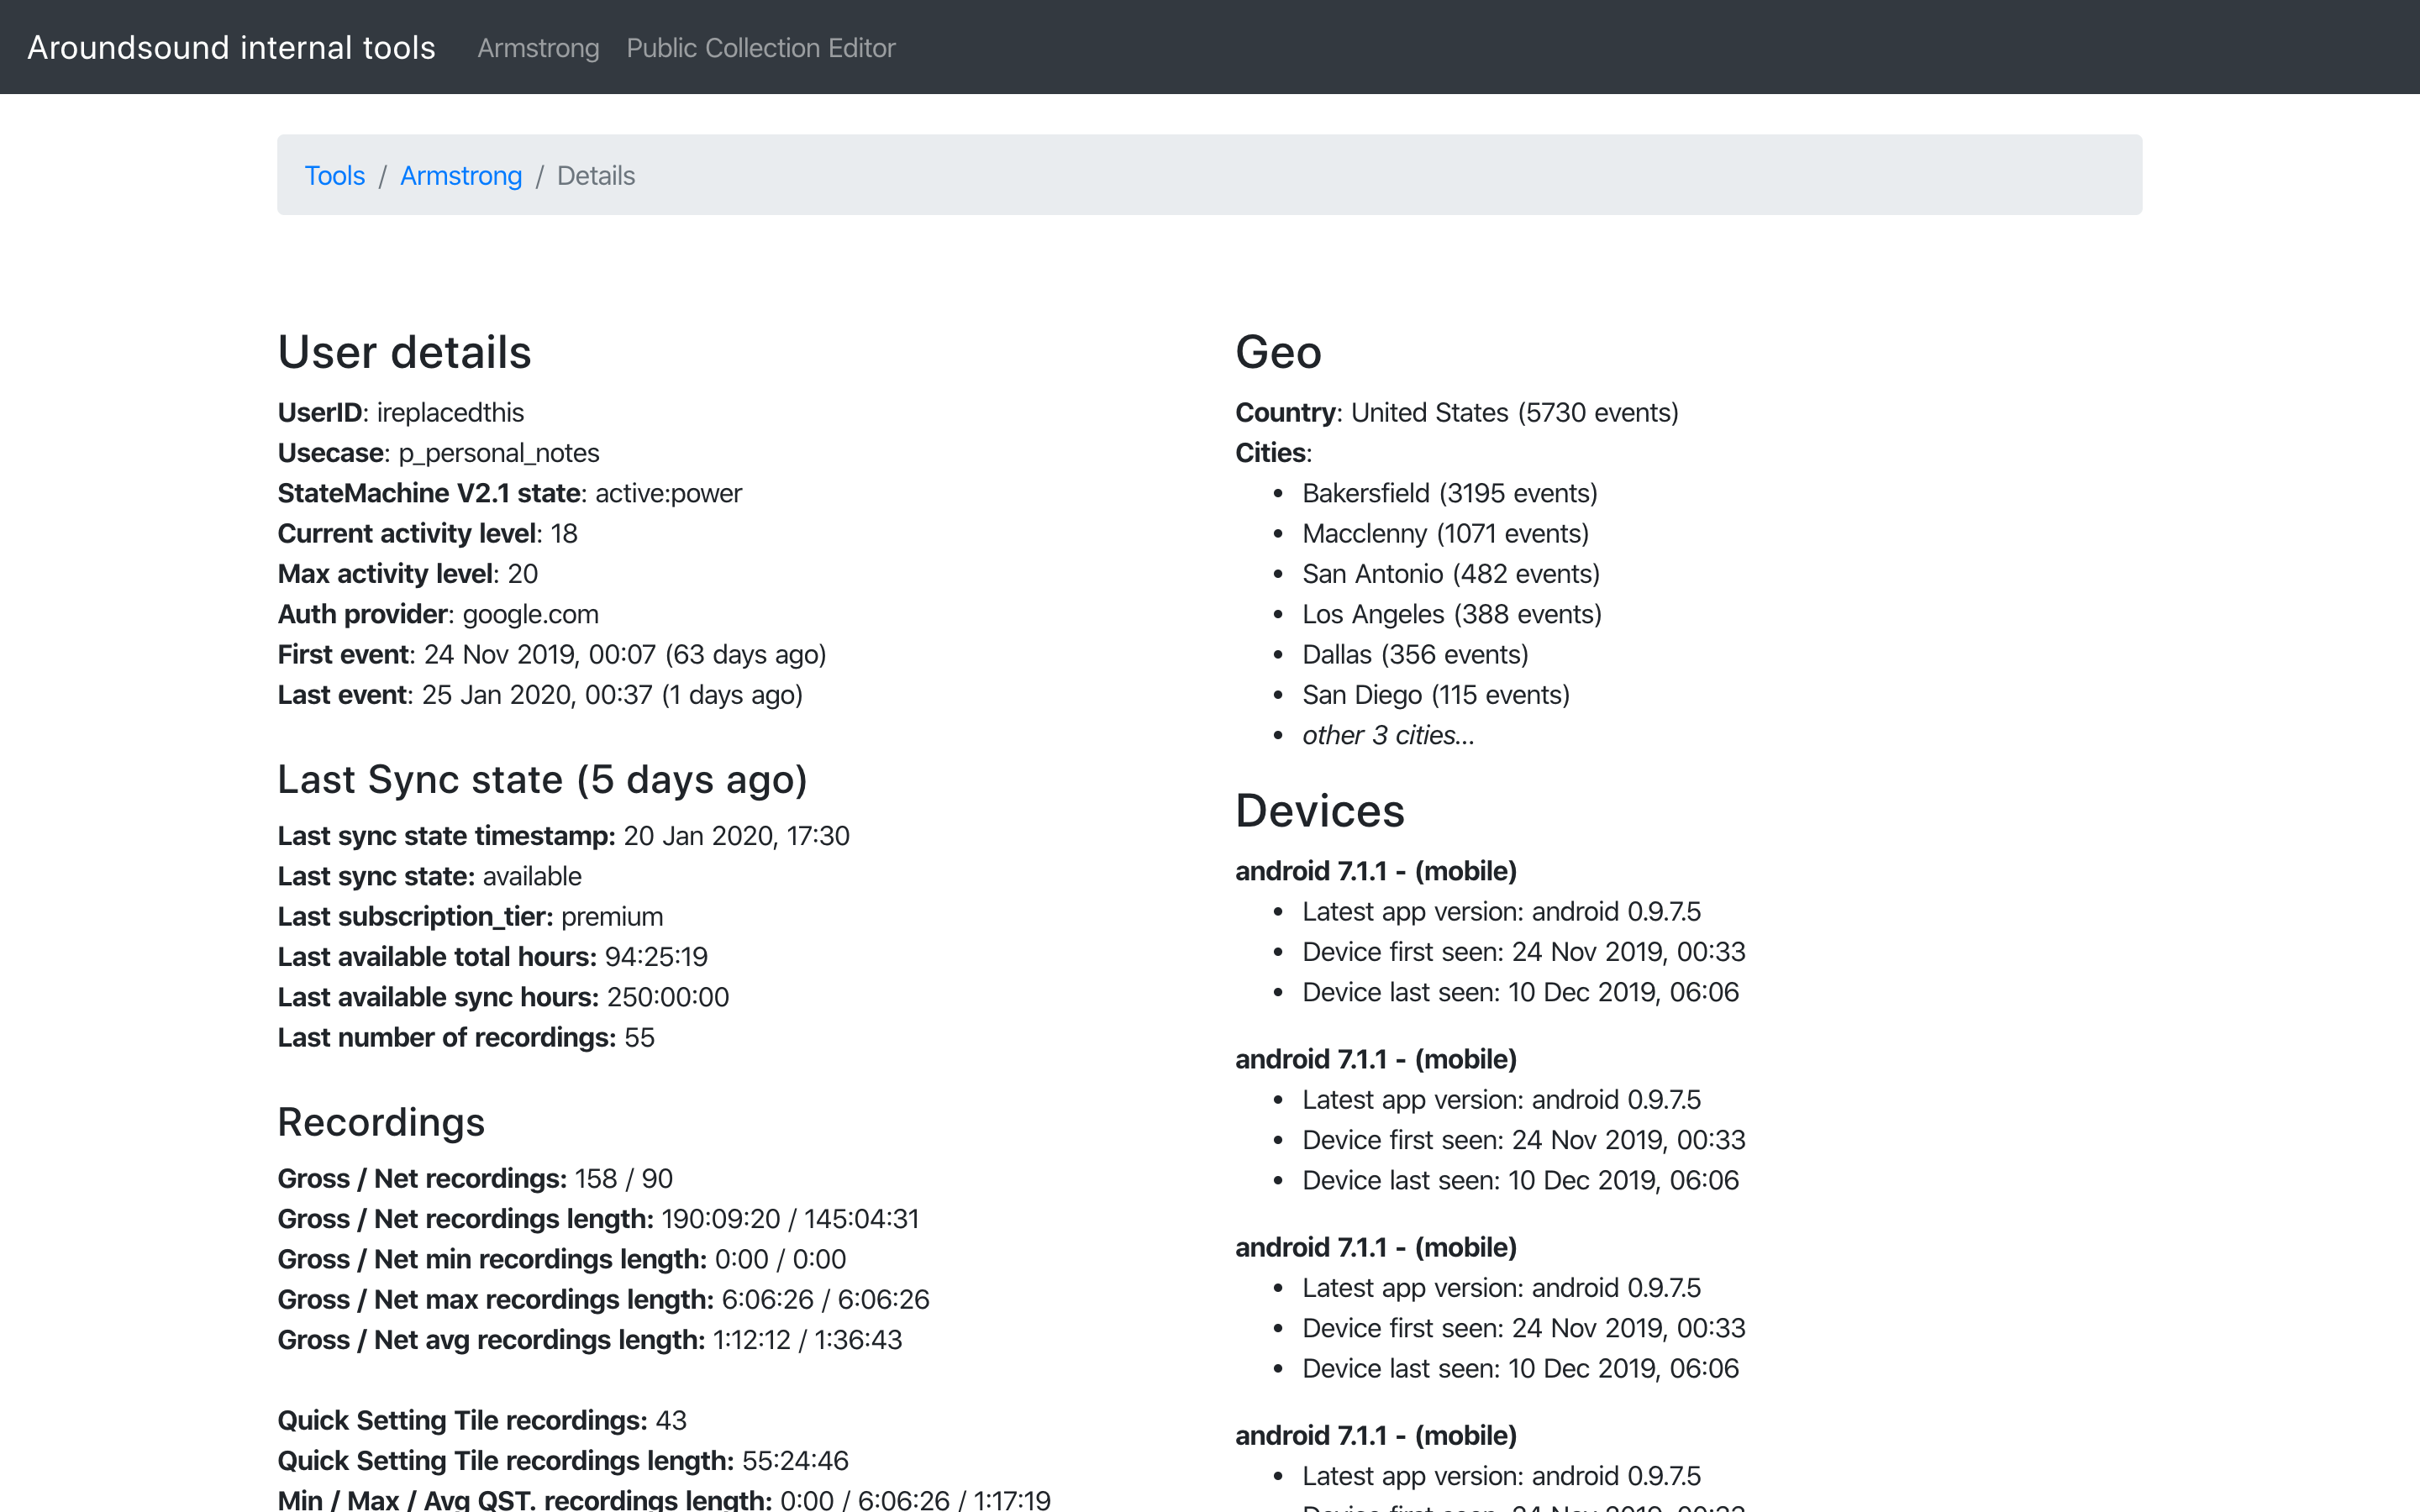 Aroundsound internal tools Armstrong Public Collection Editor
Tools / Armstrong / Details
User details
UserID: ireplacedthis
Usecase: p_personal_notes
StateMachine V2.1 state: active:power
Current activity level: 18
Max activity level: 20
Auth provider: google.com
First event: 24 Nov 2019, 00:07 (63 days ago)
Last event: 25 Jan 2020, 00:37 (1 days ago)
Last Sync state (5 days ago)
Last sync state timestamp: 20 Jan 2020, 17:30
Last sync state: available
Last subscription_tier: premium
Last available total hours: 94:25:19
Last available sync hours: 250:00:00
Last number of recordings: 55
Recordings
Gross / Net recordings: 158 / 90
Gross / Net recordings length: 190:09:20 / 145:04:31
Gross / Net min recordings length: 0:00 / 0:00
Gross / Net max recordings length: 6:06:26 / 6:06:26
Gross / Net avg recordings length: 1:12:12 / 1:36:43
Quick Setting Tile recordings: 43
Quick Setting Tile recordings length: 55:24:46
Min / Max / Avg QST. recordings length: 0:00 / 6:06:26 / 1:17:19
Geo
Country: United States (5730 events)
Cities:
• Bakersfield (3195 events)
• Macclenny (1071 events)
• San Antonio (482 events)
• Los Angeles (388 events)
• Dallas (356 events)
• San Diego (115 events)
• other 3 cities...
Devices
android 7.1.1 - (mobile)
• Latest app version: android 0.9.7.5
• Device first seen: 24 Nov 2019, 00:33
• Device last seen: 10 Dec 2019, 06:06
android 7.1.1 - (mobile)
• Latest app version: android 0.9.7.5
• Device first seen: 24 Nov 2019, 00:33
• Device last seen: 10 Dec 2019, 06:06
android 7.1.1 - (mobile)
• Latest app version: android 0.9.7.5
• Device first seen: 24 Nov 2019, 00:33
• Device last seen: 10 Dec 2019, 06:06
android 7.1.1 - (mobile)
• Latest app version: android 0.9.7.5